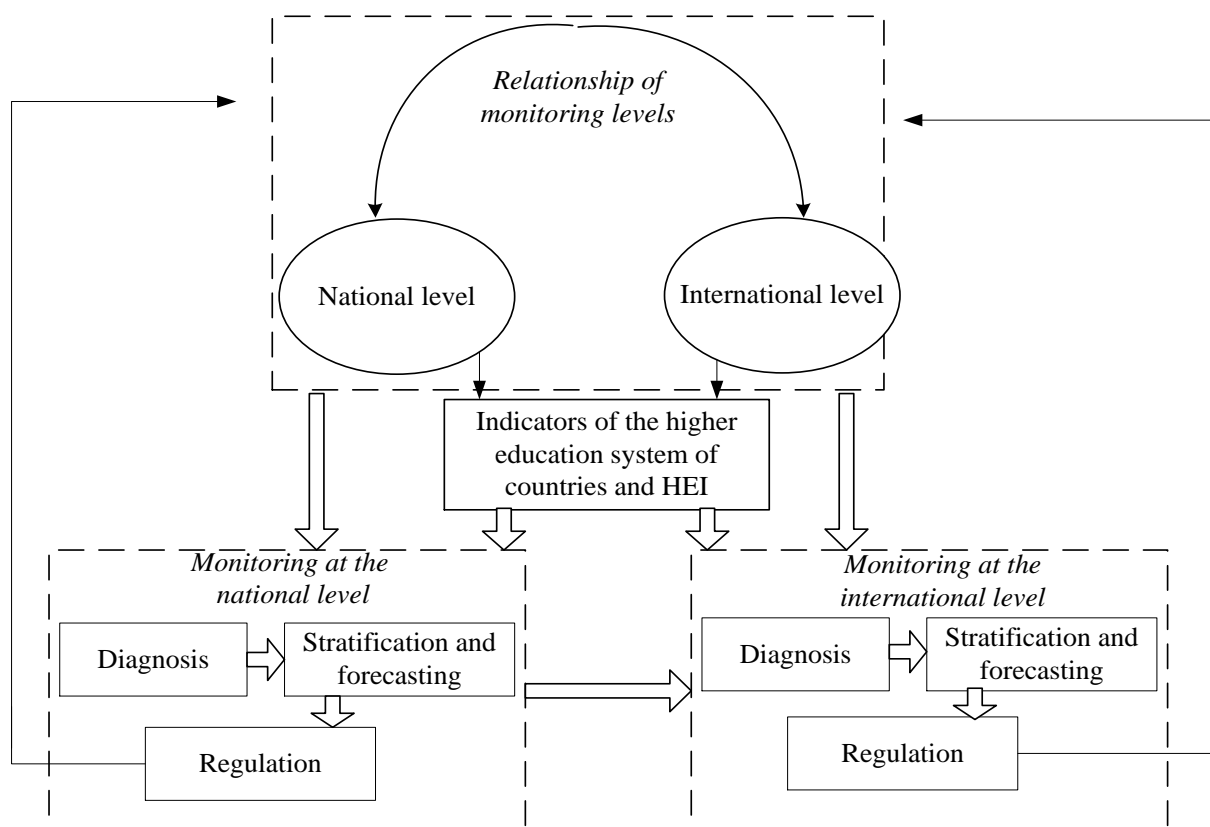 Relationship of
monitoring levels
National level
International level
Indicators of the higher
education system of
countries and HEI
Monitoring at the
national level
Diagnosis
Stratification and
forecasting
Regulation
Monitoring at the
international level
Diagnosis
Stratification and
forecasting
Regulation